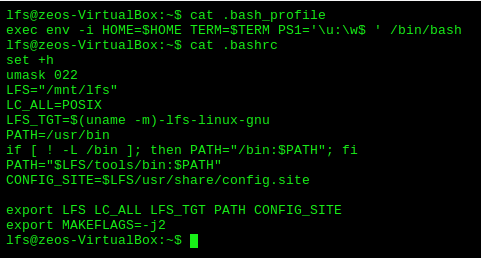 lfs@zeos-VirtualBox:~$ cat .bash_profile
exec env -i HOME=$HOME TERM=$TERM PS1='\u:\w$ ' /bin/bash
lfs@zeos-VirtualBox:~$ cat .bashrc
set +h
umask 022
LFS="/mnt/lfs"
LC_ALL=POSIX
LFS_TGT=$(uname -m)-lfs-linux-gnu
PATH=/usr/bin
if [ ! -L /bin ]; then PATH="/bin:$PATH"; fi
PATH="$LFS/tools/bin:$PATH"
CONFIG_SITE=$LFS/usr/share/config.site

export LFS LC_ALL LFS_TGT PATH CONFIG_SITE
export MAKEFLAGS=-j2
lfs@zeos-VirtualBox:~$